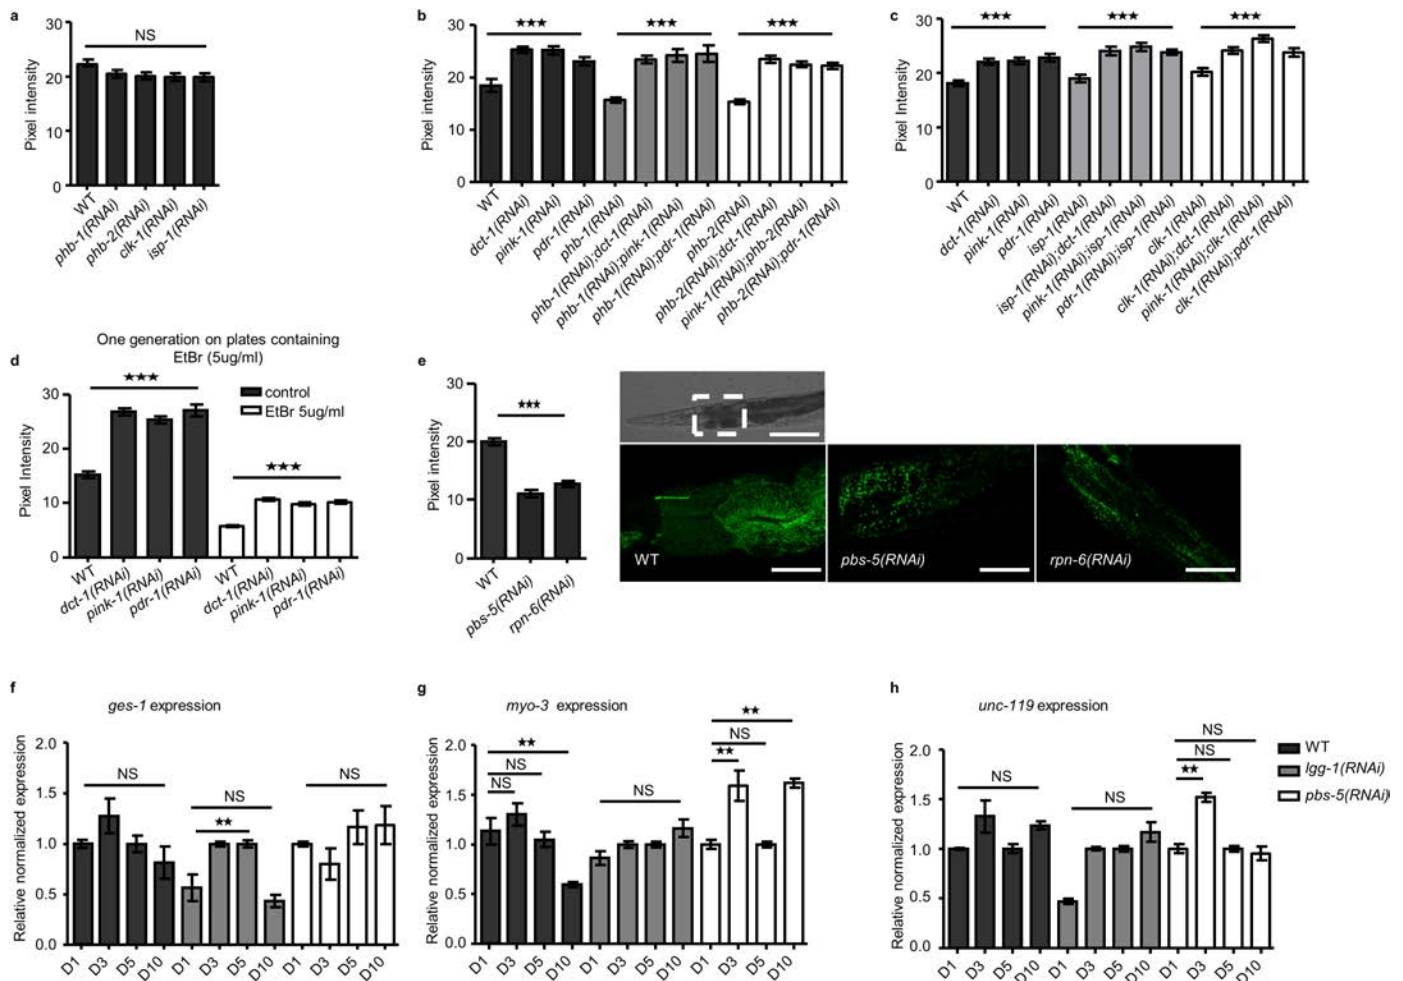 a
NS
Pixel intensity
30
20
10
0
WT
phb-1(RNAi)
phb-2(RNAi)
clk-1(RNAi)
isp-1(RNAi)
b
★★★
★★★
★★★
Pixel intensity
30
20
10
0
WT
dct-1(RNAi)
pink-1(RNAi)
pdr-1(RNAi)
phb-1(RNAi)
phb-1(RNAi);dct-1(RNAi)
phb-1(RNAi);pink-1(RNAi)
phb-1(RNAi);pdr-1(RNAi)
phb-2(RNAi)
phb-2(RNAi);dct-1(RNAi)
pink-1(RNAi);phb-2(RNAi)
phb-2(RNAi);pdr-1(RNAi)
c
★★★
★★★
★★★
Pixel Intensity
30
20
10
0
WT
dct-1(RNAi)
pink-1(RNAi)
pdr-1(RNAi)
isp-1(RNAi)
isp-1(RNAi);dct-1(RNAi)
pink-1(RNAi);isp-1(RNAi)
pdr-1(RNAi);isp-1(RNAi)
clk-1(RNAi)
clk-1(RNAi);dct-1(RNAi)
pink-1(RNAi);clk-1(RNAi)
clk-1(RNAi);pdr-1(RNAi)
d
One generation on plates containing
EtBr (5ug/ml)
★★★
control
EtBr 5ug/ml
★★★
Pixel Intensity
30
20
10
0
WT
dct-1(RNAi)
pink-1(RNAi)
pdr-1(RNAi)
WT
dct-1(RNAi)
pink-1(RNAi)
pdr-1(RNAi)
e
★★★
Pixel intensity
30
20
10
0
WT
pbs-5(RNAi)
rpn-6(RNAi)
WT
pbs-5(RNAi)
rpn-6(RNAi)
f
ges-1 expression
Relative normalized expression
2.0
1.5
1.0
0.5
0.0
NS
NS
★★
NS
D1
D3
D5
D10
D1
D3
D5
D10
D1
D3
D5
D10
g
myo-3 expression
Relative normalized expression
2.0
1.5
1.0
0.5
0.0
★★
NS
NS
NS
★★
NS
★★
D1
D3
D5
D10
D1
D3
D5
D10
D1
D3
D5
D10
h
unc-119 expression
Relative normalized expression
2.0
1.5
1.0
0.5
0.0
NS
NS
NS
NS
★★
D1
D3
D5
D10
D1
D3
D5
D10
D1
D3
D5
D10
WT
lgg-1(RNAi)
pbs-5(RNAi)